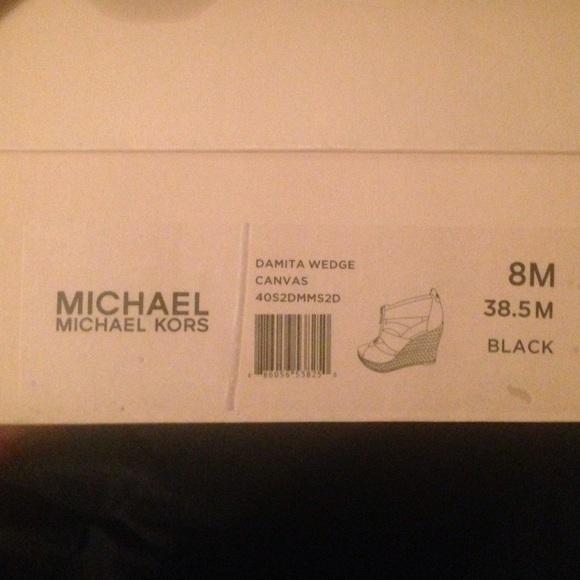 MICHAEL
MICHAEL KORS
DAMITA WEDGE
CANVAS
40S2DMMS2D
8M
38.5M
BLACK